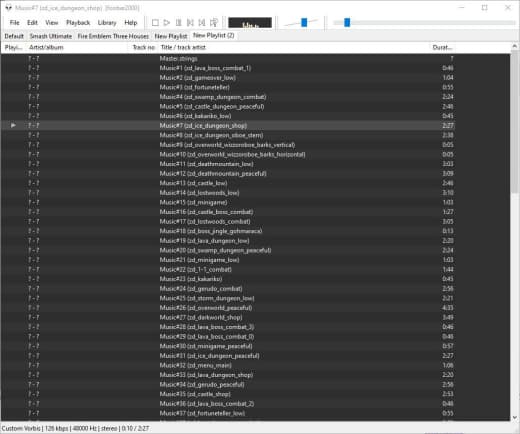 Music#7 (zd_ice_dungeon_shop) [foobar2000]
File Edit View Playback Library Help
Default Smash Ultimate Fire Emblem Three Houses New Playlist New Playlist (2)
Playi... Artist/album Track no Title / track artist Durat...
? - ? Master.strings ?
? - ? Music#1 (zd_lava_boss_combat_1) 0:46
? - ? Music#2 (zd_gameover_low) 1:04
? - ? Music#3 (zd_fortuneteller) 0:55
? - ? Music#4 (zd_swamp_dungeon_combat) 2:24
? - ? Music#5 (zd_castle_dungeon_peaceful) 2:46
? - ? Music#6 (zd_kakariko_low) 0:45
? - ? Music#7 (zd_ice_dungeon_shop) 2:27
? - ? Music#8 (zd_ice_dungeon_oboe_stem) 2:38
? - ? Music#9 (zd_overworld_wizzoroboe_barks_vertical) 0:05
? - ? Music#10 (zd_overworld_wizzoroboe_barks_horizontal) 0:05
? - ? Music#11 (zd_deathmountain_low) 3:03
? - ? Music#12 (zd_deathmountain_peaceful) 3:09
? - ? Music#13 (zd_castle_low) 2:46
? - ? Music#14 (zd_lostwoods_low) 3:10
? - ? Music#15 (zd_minigame) 1:03
? - ? Music#16 (zd_castle_boss_combat) 1:27
? - ? Music#17 (zd_lostwoods_combat) 3:05
? - ? Music#18 (zd_boss_jingle_gohmaraca) 0:13
? - ? Music#19 (zd_lava_dungeon_low) 2:20
? - ? Music#20 (zd_swamp_dungeon_peaceful) 2:24
? - ? Music#21 (zd_minigame_low) 1:03
? - ? Music#22 (zd_1-1_combat) 1:44
? - ? Music#23 (zd_kakariko) 0:45
? - ? Music#24 (zd_gerudo_combat) 2:56
? - ? Music#25 (zd_storm_dungeon_low) 2:21
? - ? Music#26 (zd_overworld_peaceful) 4:35
? - ? Music#27 (zd_darkworld_shop) 3:49
? - ? Music#28 (zd_lava_boss_combat_3) 0:46
? - ? Music#29 (zd_lava_boss_combat_0) 0:46
? - ? Music#30 (zd_minigame_peaceful) 0:57
? - ? Music#31 (zd_ice_dungeon_peaceful) 2:27
? - ? Music#32 (zd_menu_main) 1:06
? - ? Music#33 (zd_lava_dungeon_shop) 2:20
? - ? Music#34 (zd_gerudo_peaceful) 2:56
? - ? Music#35 (zd_castle_shop) 2:53
? - ? Music#36 (zd_lava_boss_combat_2) 0:46
? - ? Music#37 (zd_fortuneteller_low) 0:55
Custom Vorbis | 126 kbps | 48000 Hz | stereo | 0:10 / 2:27